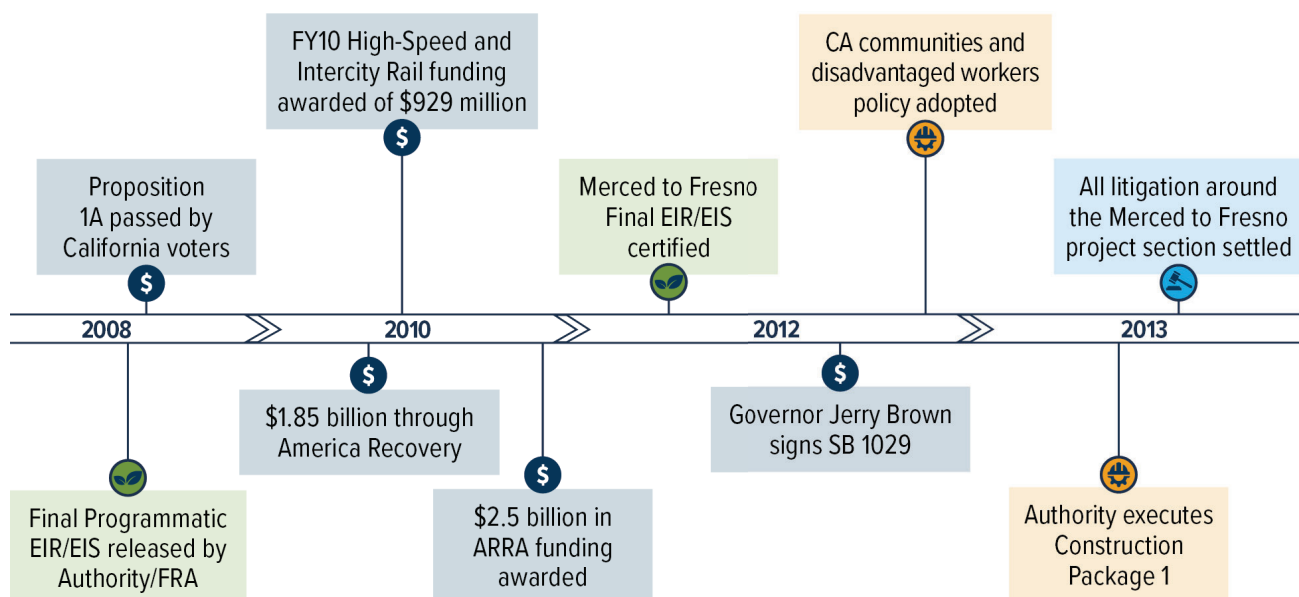 FY10 High-Speed and
Intercity Rail funding
awarded of $929 million
CA communities and
disadvantaged workers
policy adopted
$
Proposition
1A passed by
California voters
Merced to Fresno
Final EIR/EIS
certified
All litigation around
the Merced to Fresno
project section settled
$
2008
2010
2012
2013
$
$
$1.85 billion through
America Recovery
Governor Jerry Brown
signs SB 1029
$
Final Programmatic
EIR/EIS released by
Authority/FRA
$2.5 billion in
ARRA funding
awarded
Authority executes
Construction
Package 1